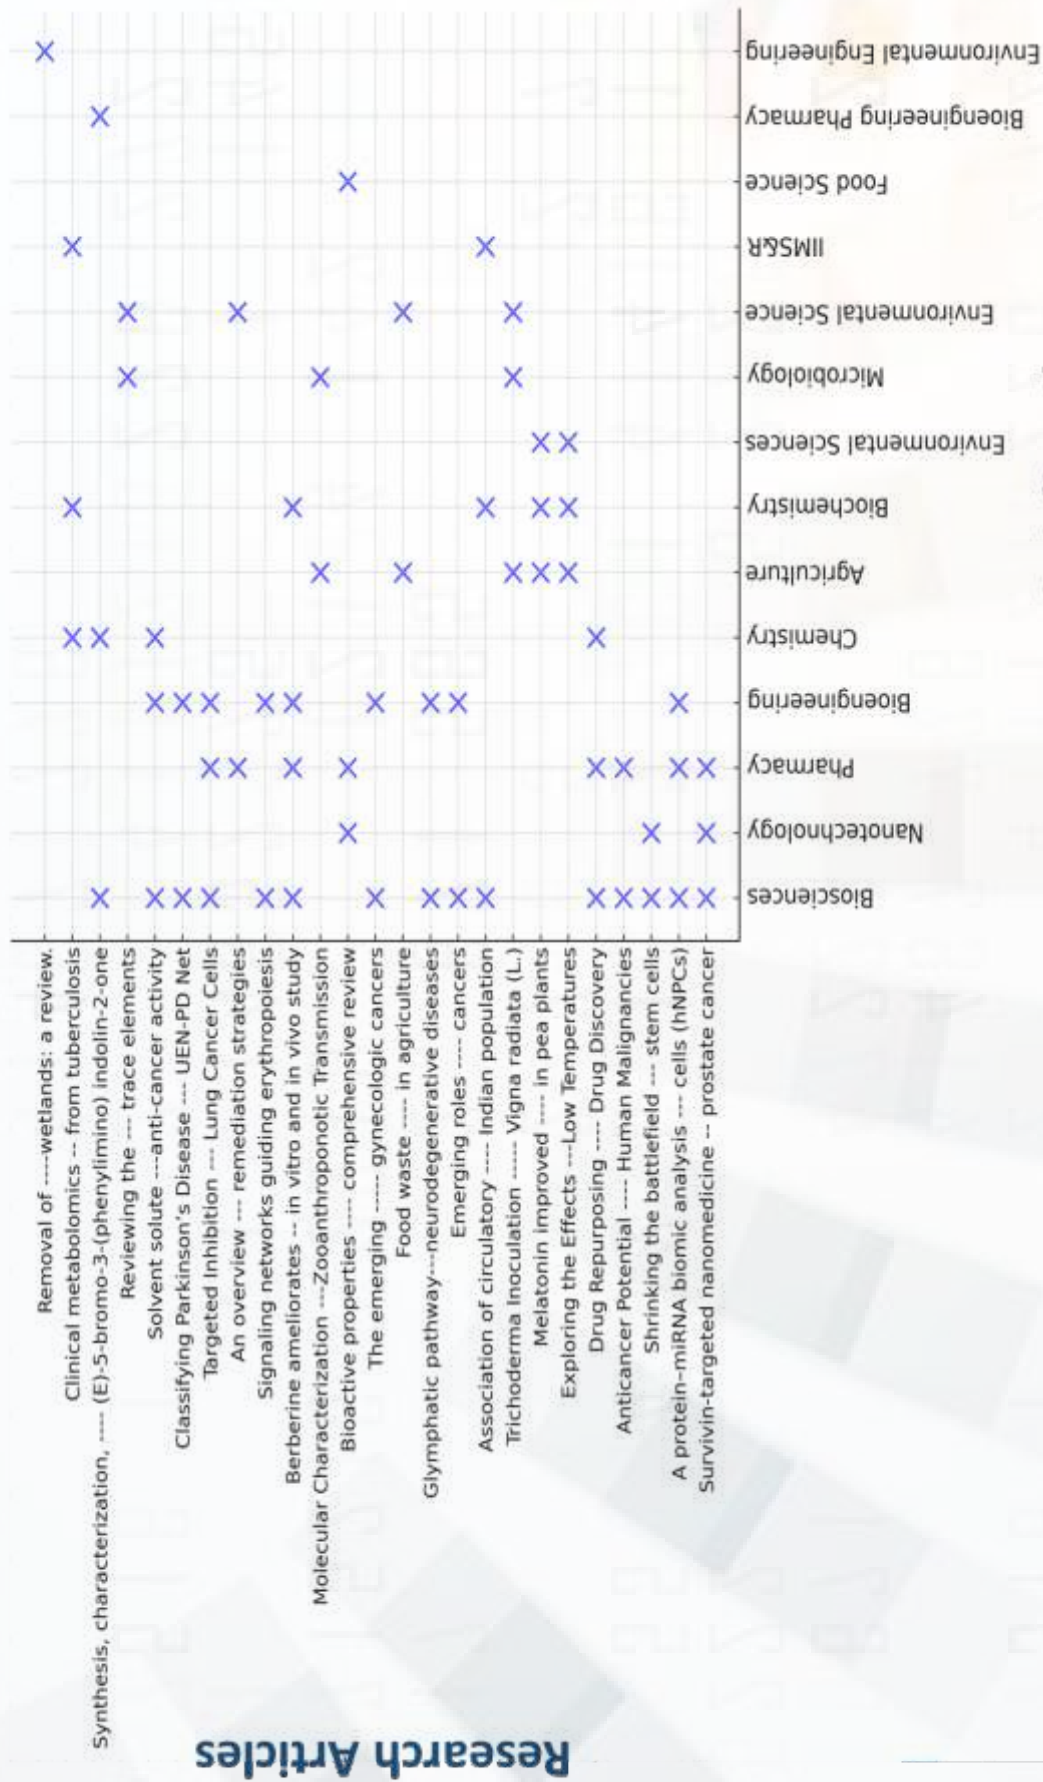 Research Articles
Removal of ----wetlands: a review.
Clinical metabolomics -- from tuberculosis
Synthesis, characterization, ---- (E)-5-bromo-3-(phenylimino) indolin-2-one
Reviewing the --- trace elements
Solvent solute ---anti-cancer activity
Classifying Parkinson's Disease --- UEN-PD Net
Targeted Inhibition --- Lung Cancer Cells
An overview --- remediation strategies
Signaling networks guiding erythropoiesis
Berberine ameliorates -- in vitro and in vivo study
Molecular Characterization ---Zooanthroponotic Transmission
Bioactive properties ----- comprehensive review
The emerging ----- gynecologic cancers
Food waste ---- in agriculture
Glymphatic pathway---neurodegenerative diseases
Emerging roles ---- cancers
Association of circulatory ---- Indian population
Trichoderma Inoculation ----- Vigna radiata (L.)
Melatonin improved ---- in pea plants
Exploring the Effects ---Low Temperatures
Drug Repurposing ---- Drug Discovery
Anticancer Potential ---- Human Malignancies
Shrinking the battlefield --- stem cells
A protein–miRNA biomic analysis --- cells (hNPCs)
Survivin-targeted nanomedicine -- prostate cancer
Biosciences
Nanotechnology
Pharmacy
Bioengineering
Chemistry
Agriculture
Biochemistry
Environmental Sciences
Microbiology
Environmental Science
IIMS&R
Food Science
Bioengineering Pharmacy
Environmental Engineering